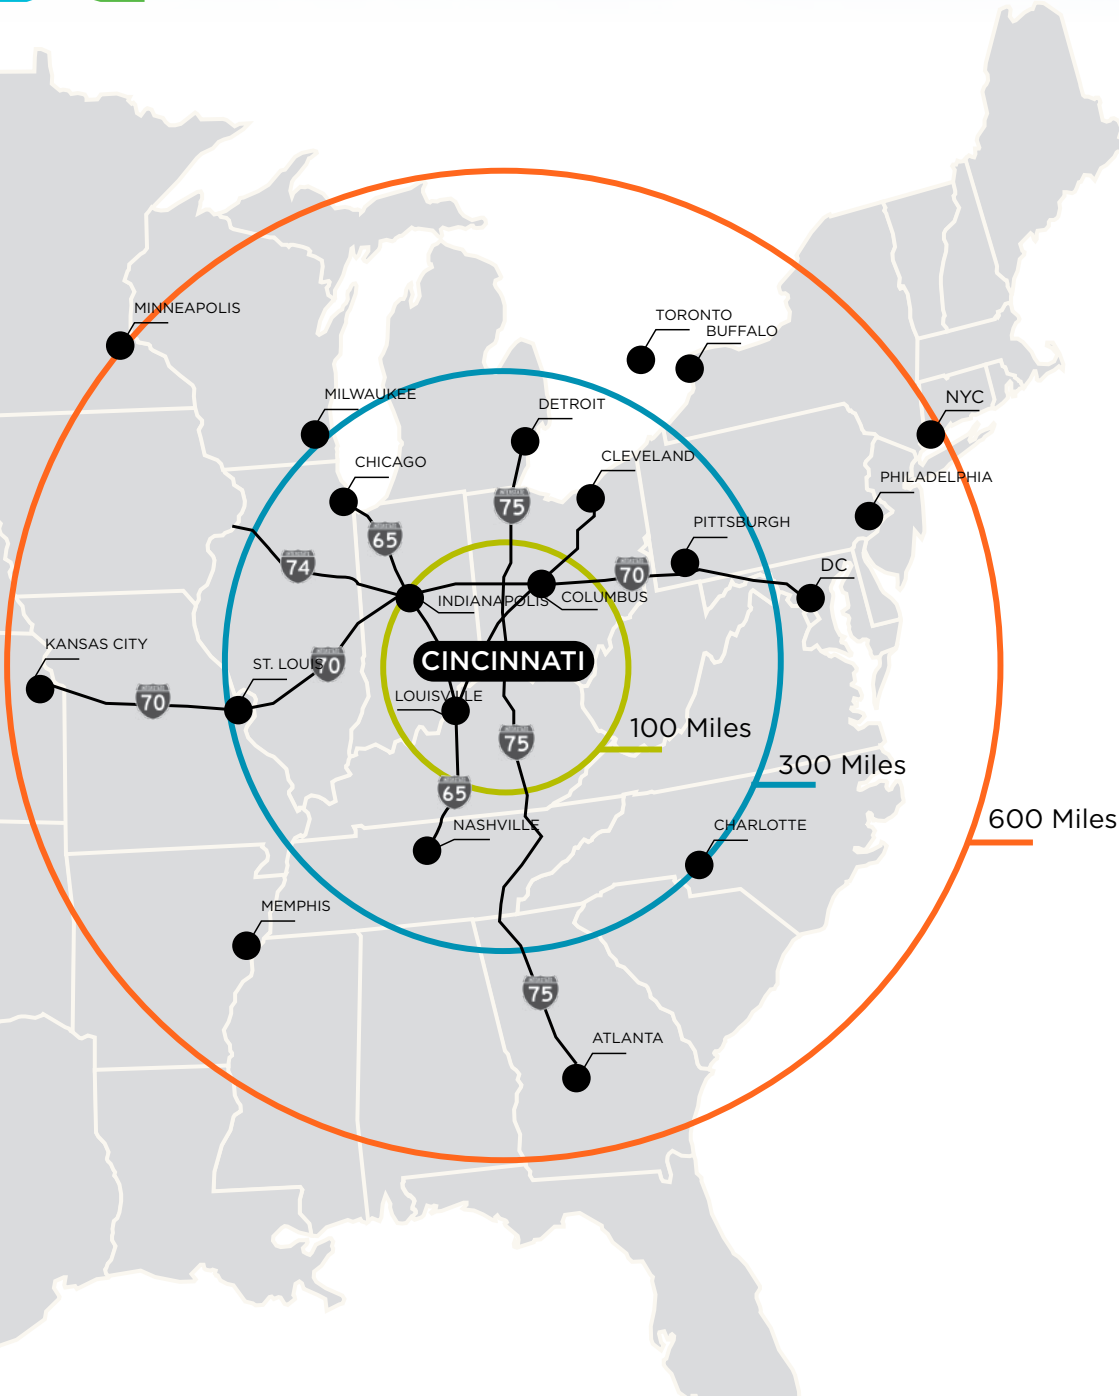 MINNEAPOLIS
TORONTO
BUFFALO
MILWAUKEE
DETROIT
NYC
CHICAGO
CLEVELAND
PHILADELPHIA
75
65
PITTSBURGH
74
70
DC
INDIANAPOLIS
COLUMBUS
KANSAS CITY
ST. LOUIS
70
CINCINNATI
70
LOUISVILLE
100 Miles
75
300 Miles
65
NASHVILLE
CHARLOTTE
600 Miles
MEMPHIS
75
ATLANTA